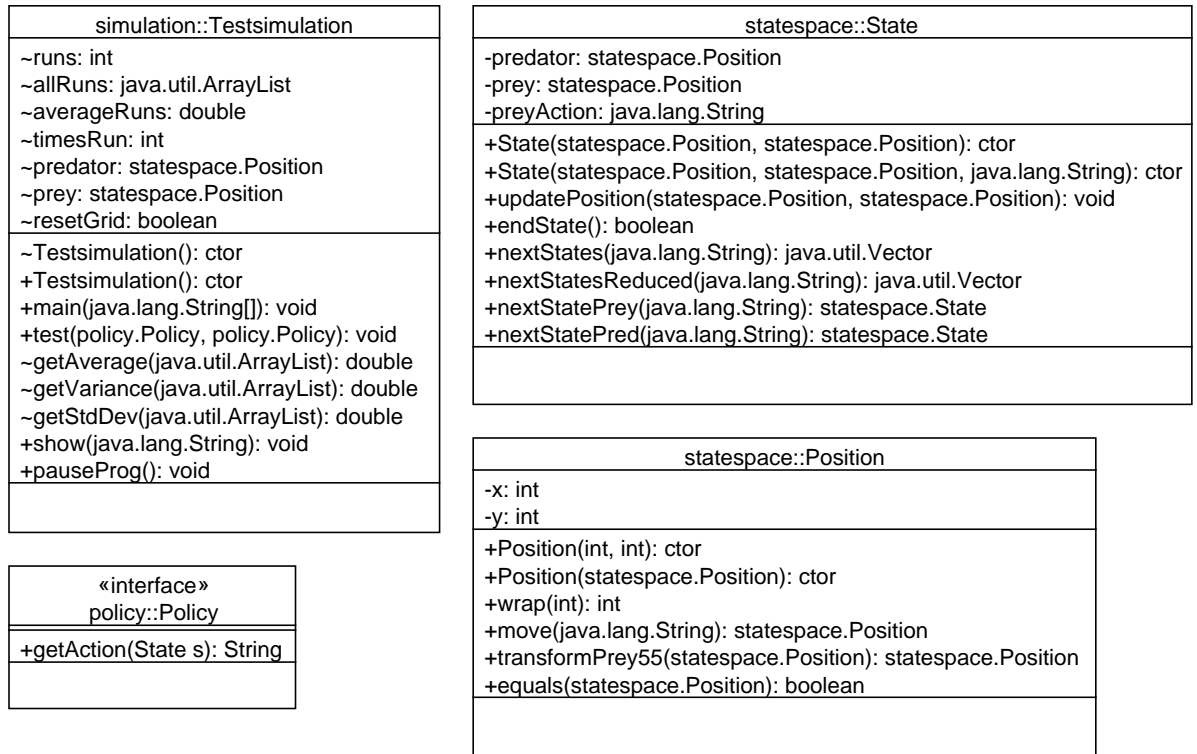 simulation::Testsimulation
~runs: int
~allRuns: java.util.ArrayList
~averageRuns: double
~timesRun: int
~predator: statespace.Position
~prey: statespace.Position
~resetGrid: boolean
~Testsimulation(): ctor
+Testsimulation(): ctor
+main(java.lang.String[]): void
+test(policy.Policy, policy.Policy): void
~getAverage(java.util.ArrayList): double
~getVariance(java.util.ArrayList): double
~getStdDev(java.util.ArrayList): double
+show(java.lang.String): void
+pauseProg(): void
«interface»
policy::Policy
+getAction(State s): String
statespace::State
-predator: statespace.Position
-prey: statespace.Position
-preyAction: java.lang.String
+State(statespace.Position, statespace.Position): ctor
+State(statespace.Position, statespace.Position, java.lang.String): ctor
+updatePosition(statespace.Position, statespace.Position): void
+endState(): boolean
+nextStates(java.lang.String): java.util.Vector
+nextStatesReduced(java.lang.String): java.util.Vector
+nextStatePrey(java.lang.String): statespace.State
+nextStatePred(java.lang.String): statespace.State
statespace::Position
-x: int
-y: int
+Position(int, int): ctor
+Position(statespace.Position): ctor
+wrap(int): int
+move(java.lang.String): statespace.Position
+transformPrey55(statespace.Position): statespace.Position
+equals(statespace.Position): boolean